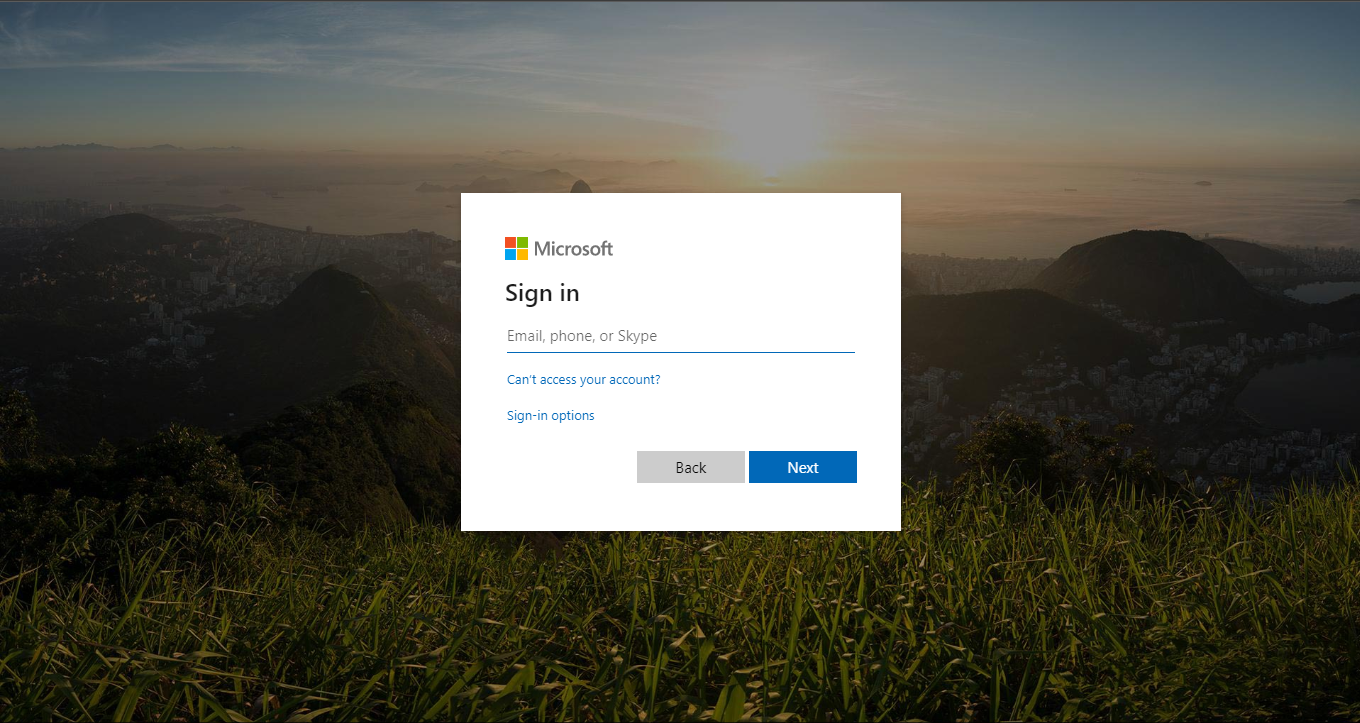 Microsoft
Sign in
Email, phone, or Skype
Can't access your account?
Sign-in options
Back Next